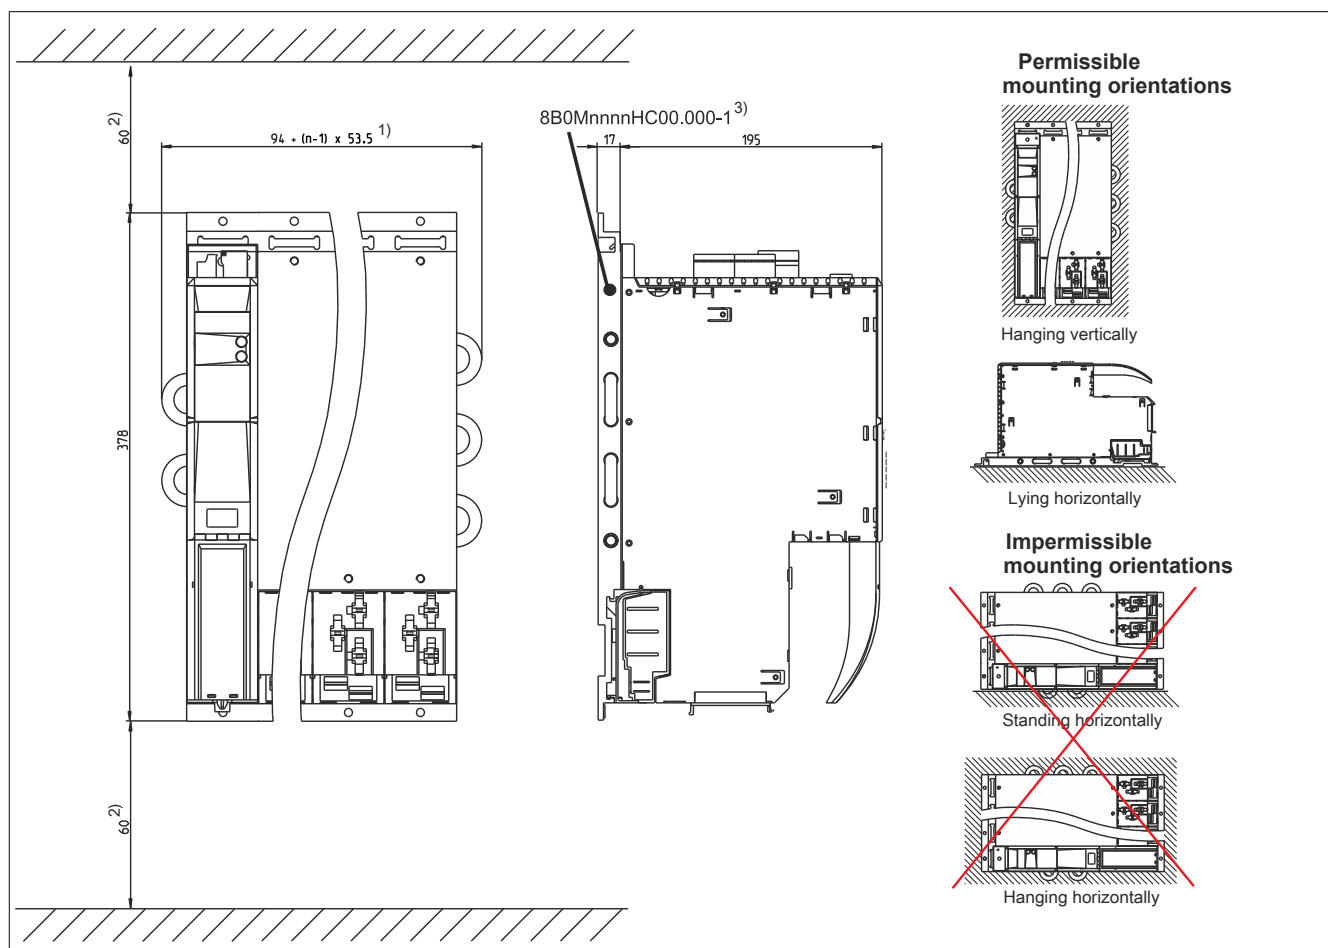 60 2)
94 + (n-1) x 53.5 1)
8B0MnnnnHC00.000-1 3)
17
195
378
60 2)
Permissible
mounting orientations
Hanging vertically
Lying horizontally
Impermissible
mounting orientations
Standing horizontally
Hanging horizontally